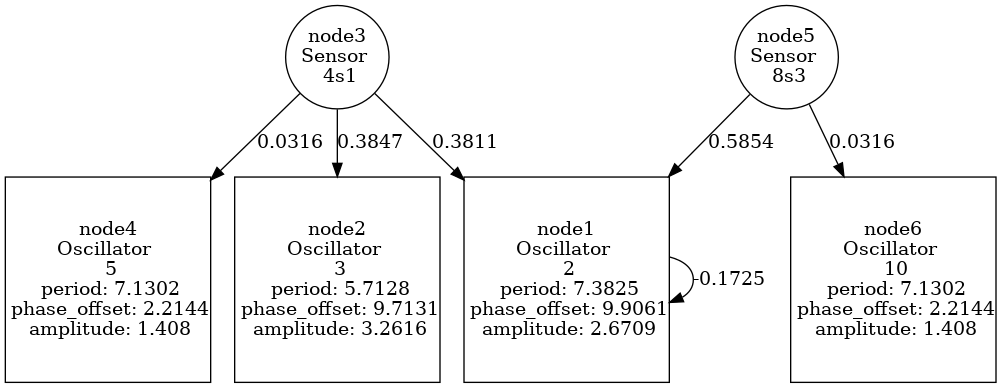 node3
Sensor
4s1
node5
Sensor
8s3
0.0316
0.3847
0.3811
0.5854
0.0316
node4
Oscillator
5
period: 7.1302
phase_offset: 2.2144
amplitude: 1.408
node2
Oscillator
3
period: 5.7128
phase_offset: 9.7131
amplitude: 3.2616
node1
Oscillator
2
period: 7.3825
phase_offset: 9.9061
amplitude: 2.6709
-0.1725
node6
Oscillator
10
period: 7.1302
phase_offset: 2.2144
amplitude: 1.408